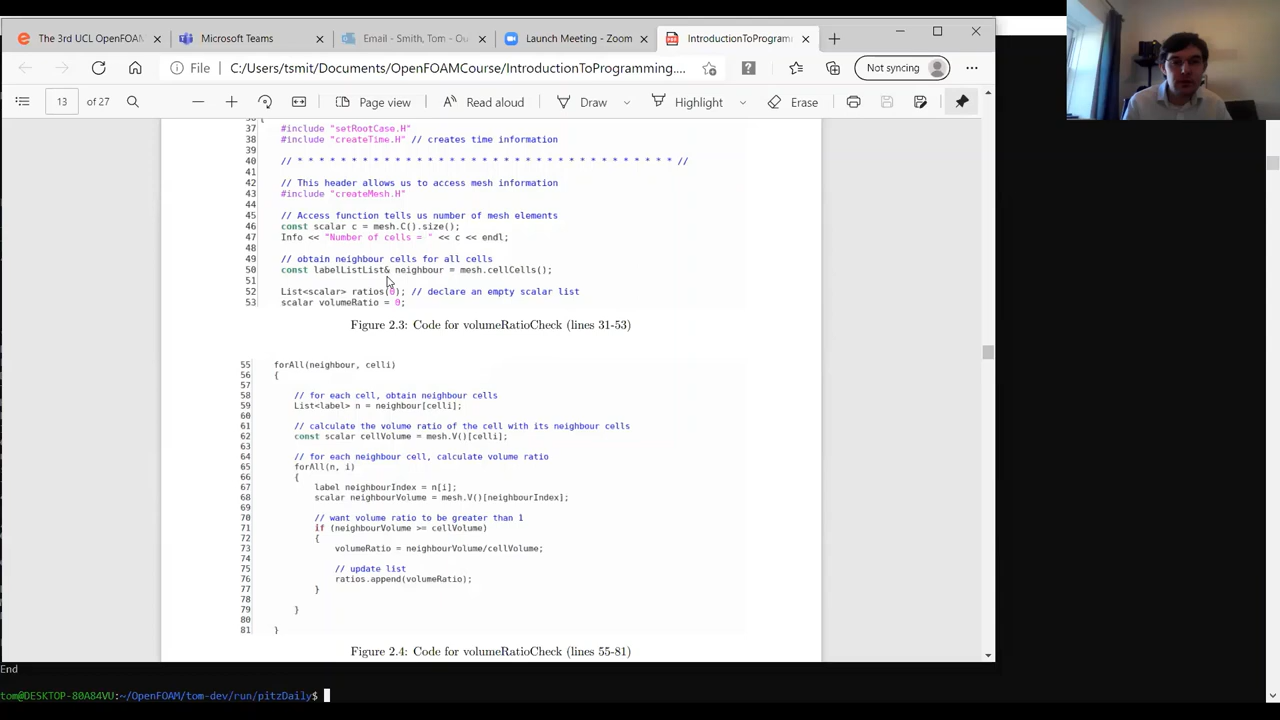 The 3rd UCL OpenFOAM
Microsoft Teams
Email - Smith, Tom - Ou
Launch Meeting - Zoom
IntroductionToProgrami
File
C:/Users/tsmit/Documents/OpenFOAMCourse/IntroductionToProgramming....
Not syncing
13 of 27
Page view
Read aloud
Draw
Highlight
Erase
37 #include "setRootCase.H"
38 #include "createTime.H" // creates time information
39
40 // * * * * * * * * * * * * * * * * * * * * * * * * * * * * * * * * * * * //
41
42 // This header allows us to access mesh information
43 #include "createMesh.H"
44
45 // Access function tells us number of mesh elements
46 const scalar c = mesh.C().size();
47 Info << "Number of cells = " << c << endl;
48
49 // obtain neighbour cells for all cells
50 const labelListList& neighbour = mesh.cellCells();
51
52 List<scalar> ratios(0); // declare an empty scalar list
53 scalar volumeRatio = 0;
Figure 2.3: Code for volumeRatioCheck (lines 31-53)
55 forAll(neighbour, celli)
56 {
57
58 // for each cell, obtain neighbour cells
59 List<label> n = neighbour[celli];
60
61 // calculate the volume ratio of the cell with its neighbour cells
62 const scalar cellVolume = mesh.V()[celli];
63
64 // for each neighbour cell, calculate volume ratio
65 forAll(n, i)
66 {
67 label neighbourIndex = n[i];
68 scalar neighbourVolume = mesh.V()[neighbourIndex];
69
70 // want volume ratio to be greater than 1
71 if (neighbourVolume >= cellVolume)
72 {
73 volumeRatio = neighbourVolume/cellVolume;
74
75 // update list
76 ratios.append(volumeRatio);
77 }
78
79 }
80
81 }
Figure 2.4: Code for volumeRatioCheck (lines 55-81)
End
tom@DESKTOP-80A84VU:~/OpenFOAM/tom-dev/run/pitzDaily$